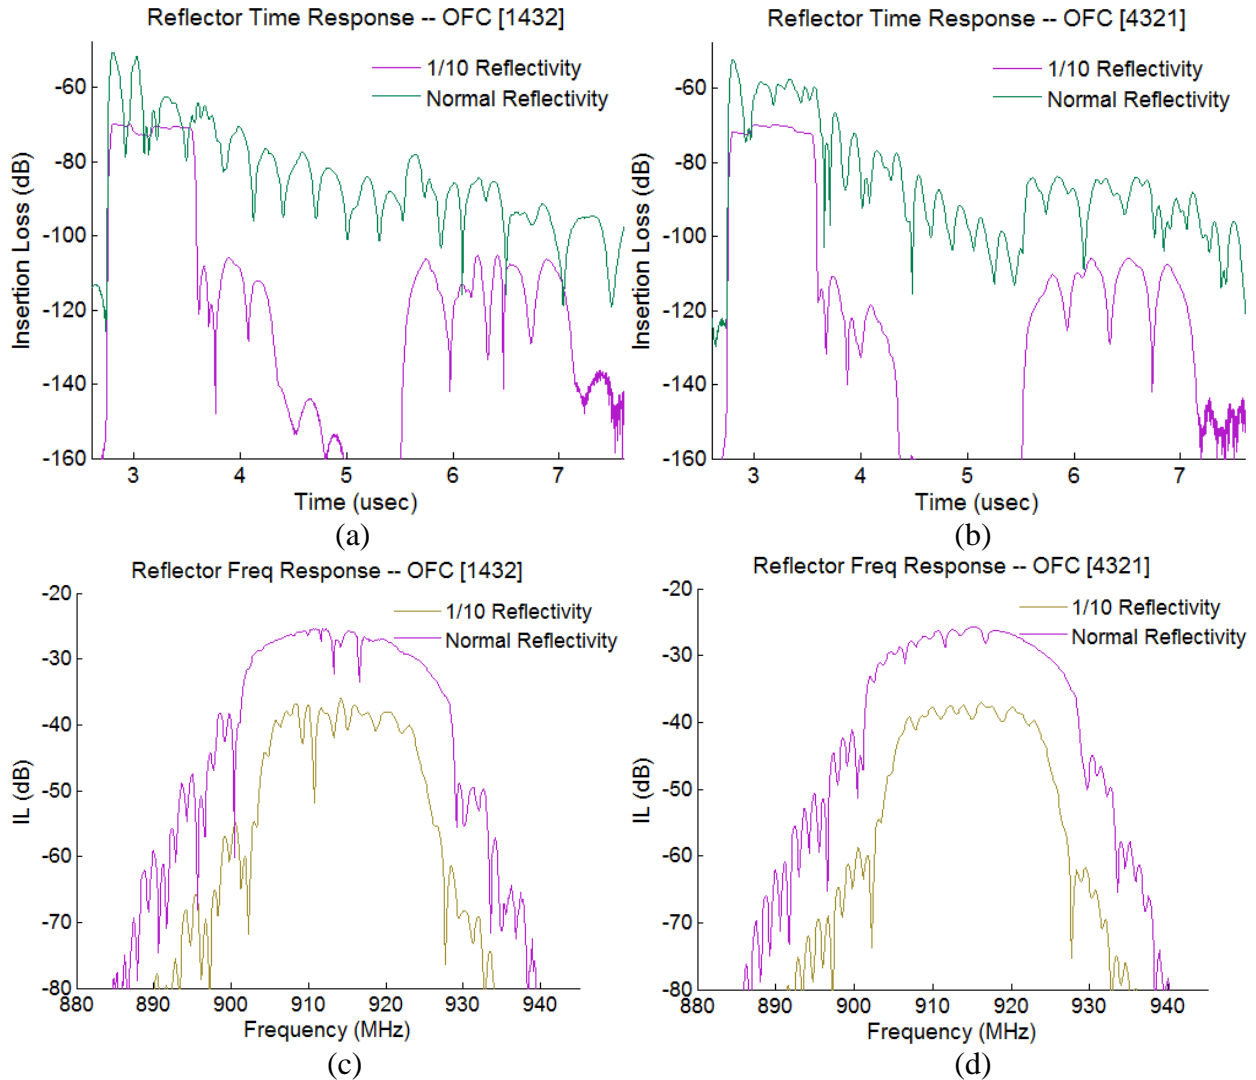 Reflector Time Response -- OFC [1432]
1/10 Reflectivity
Normal Reflectivity
Insertion Loss (dB)
-60
-80
-100
-120
-140
-160
3 4 5 6 7
Time (usec)
(a)
Reflector Time Response -- OFC [4321]
1/10 Reflectivity
Normal Reflectivity
Insertion Loss (dB)
-60
-80
-100
-120
-140
-160
3 4 5 6 7
Time (usec)
(b)
Reflector Freq Response -- OFC [1432]
1/10 Reflectivity
Normal Reflectivity
IL (dB)
-20
-30
-40
-50
-60
-70
-80
880 890 900 910 920 930 940
Frequency (MHz)
(c)
Reflector Freq Response -- OFC [4321]
1/10 Reflectivity
Normal Reflectivity
IL (dB)
-20
-30
-40
-50
-60
-70
-80
880 890 900 910 920 930 940
Frequency (MHz)
(d)